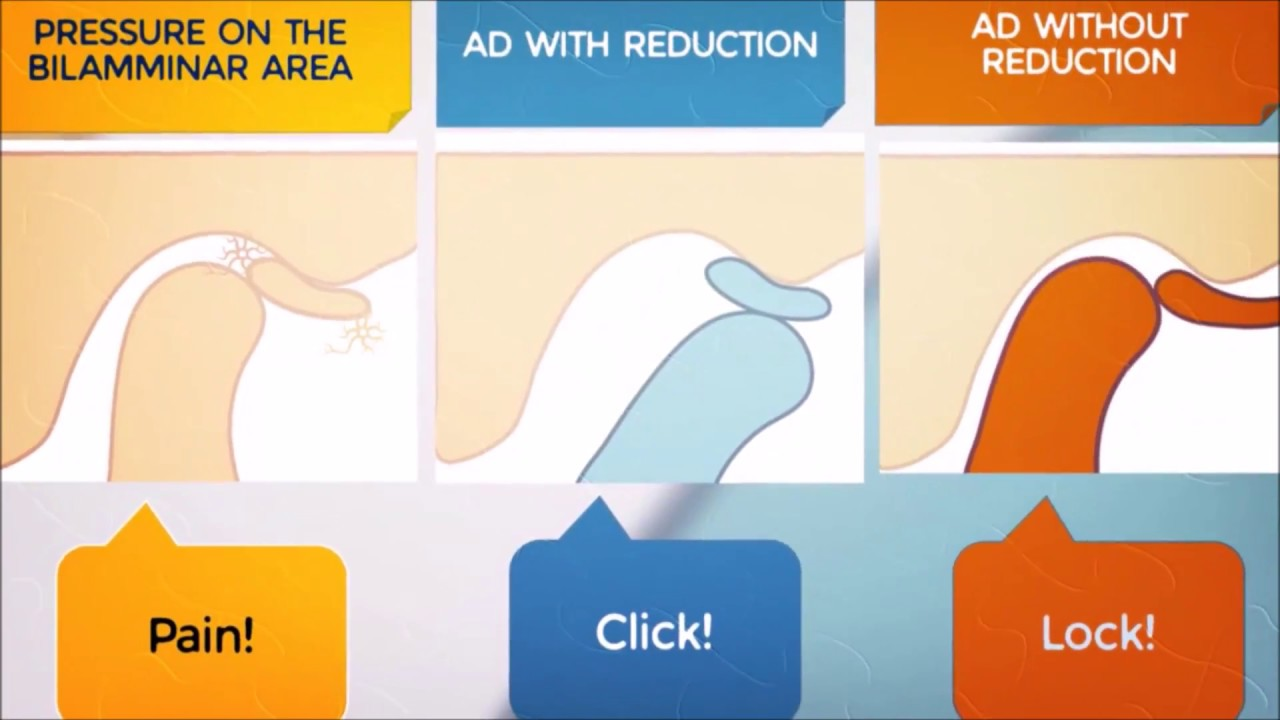 PRESSURE ON THE
BILAMMINAR AREA
AD WITH REDUCTION
AD WITHOUT
REDUCTION
Pain!
Click!
Lock!